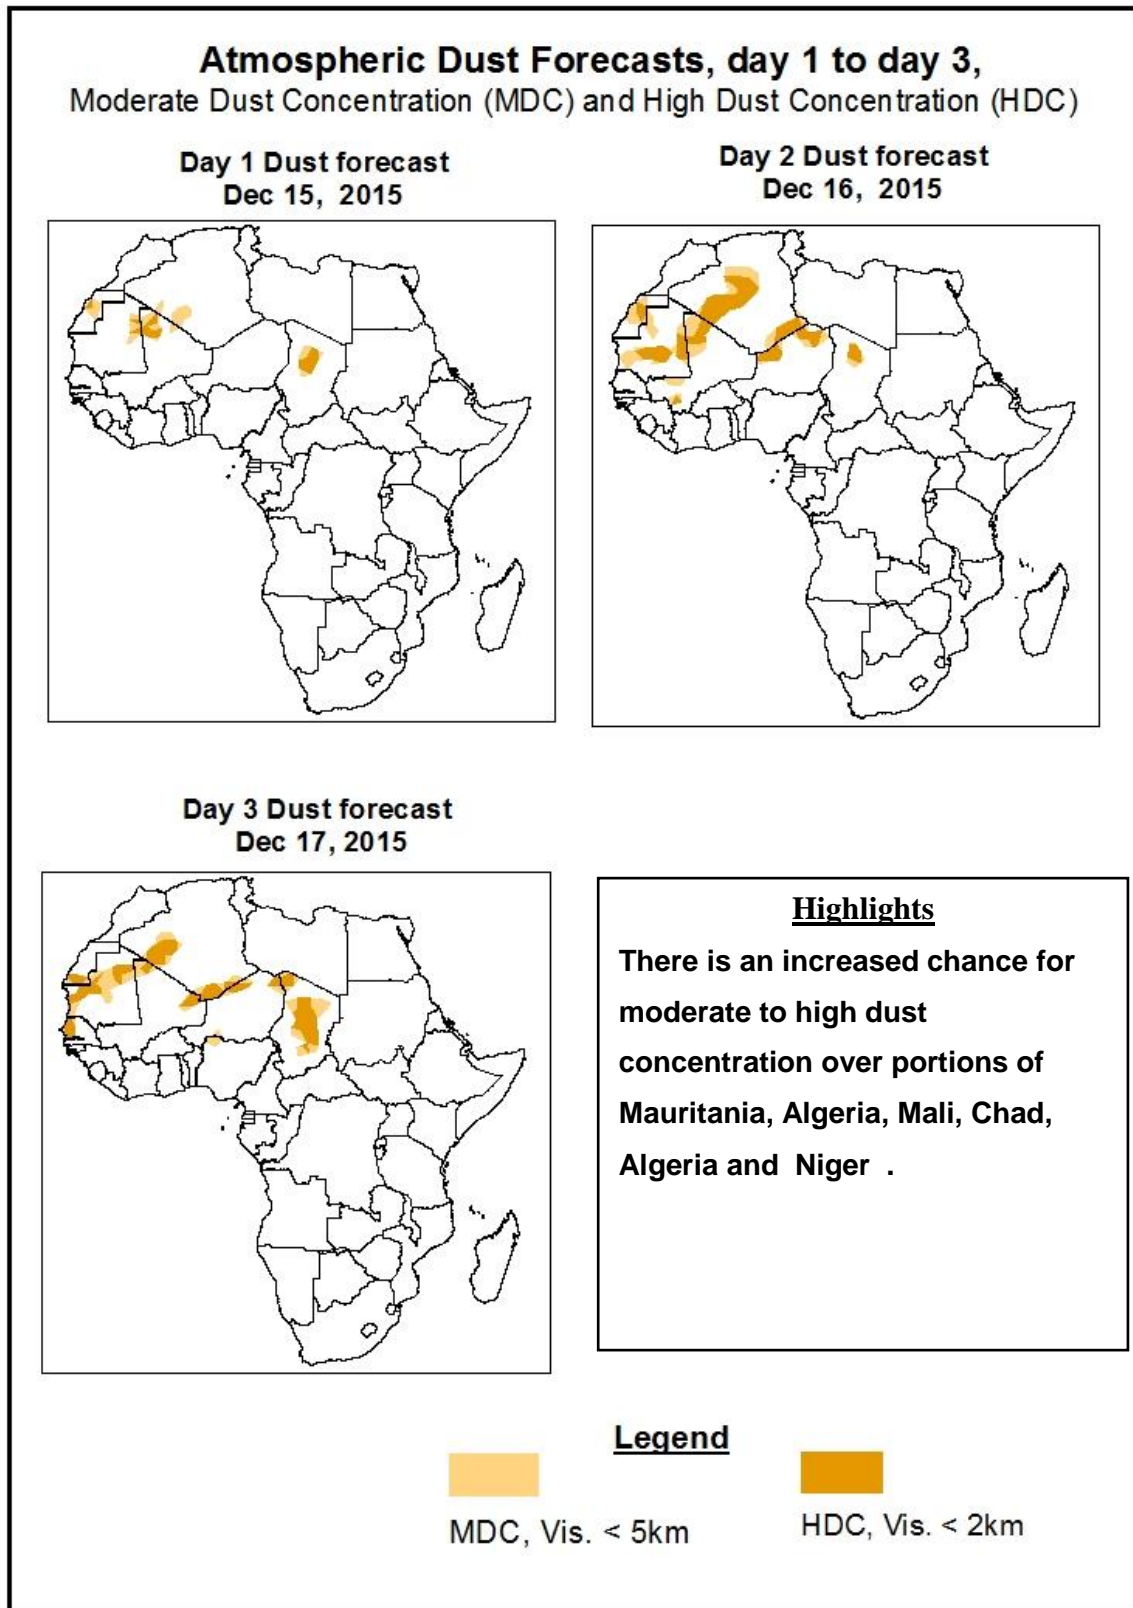 Atmospheric Dust Forecasts, day 1 to day 3,
Moderate Dust Concentration (MDC) and High Dust Concentration (HDC)
Day 1 Dust forecast
Dec 15, 2015
Day 2 Dust forecast
Dec 16, 2015
Day 3 Dust forecast
Dec 17, 2015
Highlights
There is an increased chance for
moderate to high dust
concentration over portions of
Mauritania, Algeria, Mali, Chad,
Algeria and Niger .
Legend
MDC, Vis. < 5km
HDC, Vis. < 2km